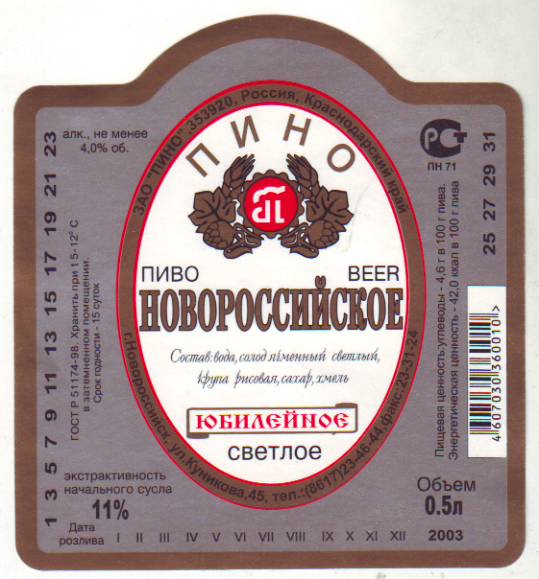 ЗАО "ПИНО", 353920, Россия, Краснодарский край
г.Новороссийск, ул.Куникова,45, тел.:(8617)23-46-44,факс:23-31-24
ПИНО
ПИВО BEER
НОВОРОССИЙСКОЕ
Состав:вода, солод ячменный светлый,
крупа рисовая, сахар, хмель
ЮБИЛЕЙНОЕ
светлое
алк., не менее
4,0% об.
1 3 5 7 9 11 13 15 17 19 21 23
ГОСТ Р 51174-98. Хранить при t 5-12° С
в затемненном помещении.
Срок годности - 15 суток
экстрактивность
начального сусла
11%
Дата
розлива
I II III IV V VI VII VIII IX X XI XII 2003
РСТ
ПН 71
25 27 29 31
Пищевая ценность:углеводы - 4,6 г в 100 г пива.
Энергетическая ценность - 42,0 ккал в 100 г пива
4 607030 360010 >
Объем
0.5л